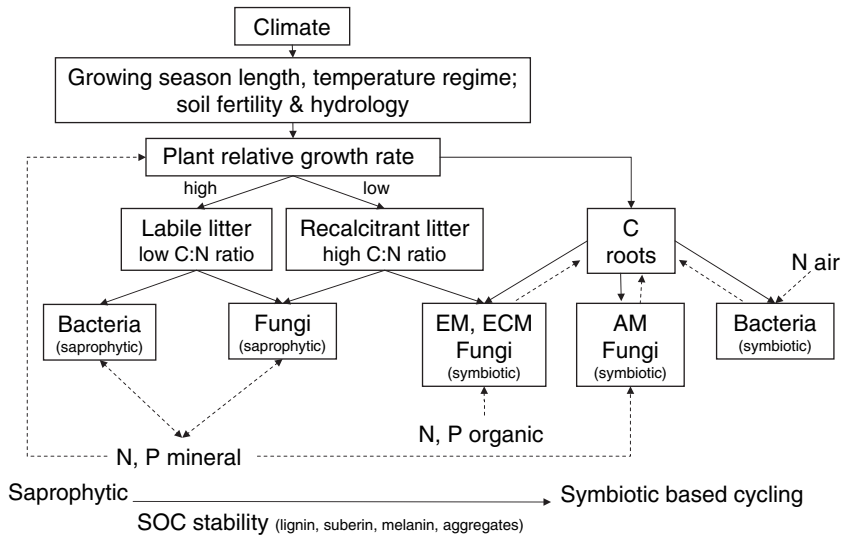 Climate
Growing season length, temperature regime;
soil fertility & hydrology
Plant relative growth rate
high
low
Labile litter
low C:N ratio
Recalcitrant litter
high C:N ratio
C
roots
N air
Bacteria
(saprophytic)
Fungi
(saprophytic)
EM, ECM
Fungi
(symbiotic)
AM
Fungi
(symbiotic)
Bacteria
(symbiotic)
N, P organic
N, P mineral
Saprophytic
Symbiotic based cycling
SOC stability (lignin, suberin, melanin, aggregates)